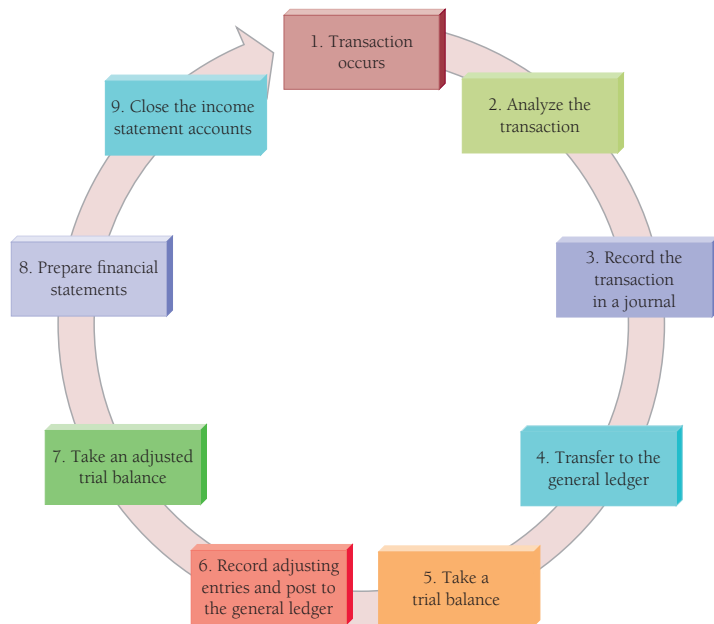 1. Transaction
occurs
2. Analyze the
transaction
3. Record the
transaction
in a journal
4. Transfer to the
general ledger
5. Take a
trial balance
6. Record adjusting
entries and post to
the general ledger
7. Take an adjusted
trial balance
8. Prepare financial
statements
9. Close the income
statement accounts